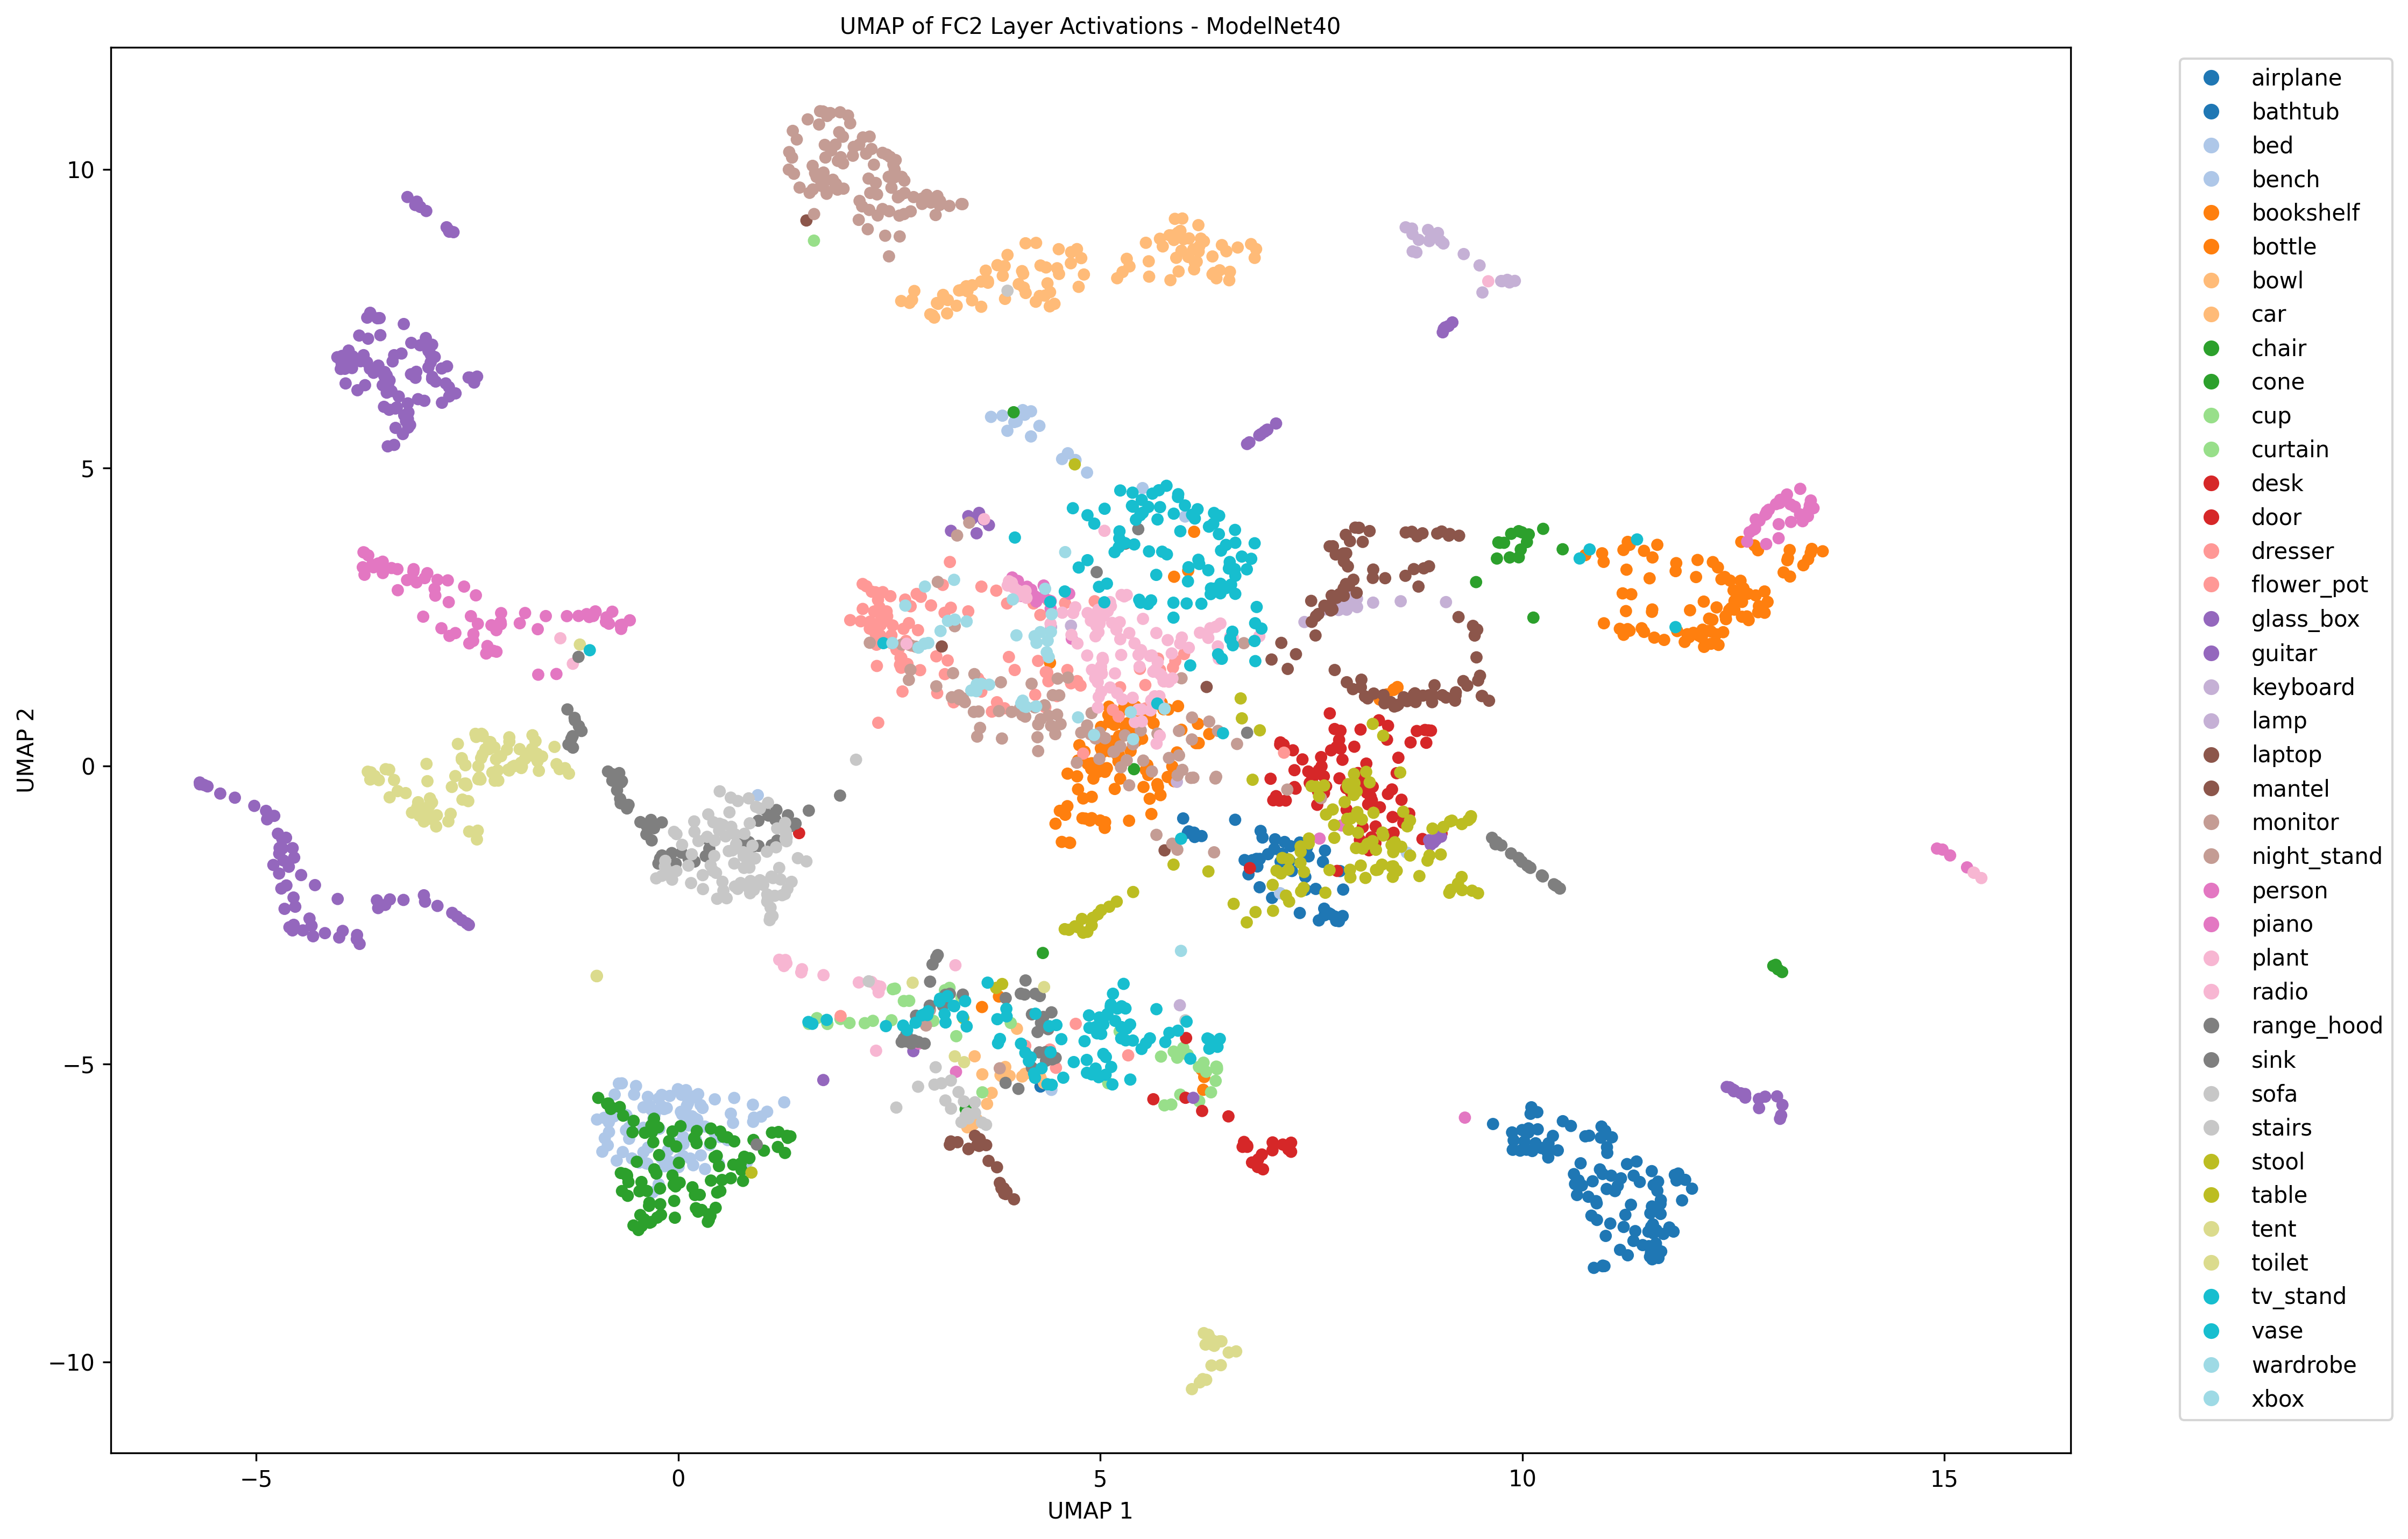 UMAP of FC2 Layer Activations - ModelNet40
10
5
0
−5
−10
UMAP 2
−5
0
5
10
15
UMAP 1
airplane
bathtub
bed
bench
bookshelf
bottle
bowl
car
chair
cone
cup
curtain
desk
door
dresser
flower_pot
glass_box
guitar
keyboard
lamp
laptop
mantel
monitor
night_stand
person
piano
plant
radio
range_hood
sink
sofa
stairs
stool
table
tent
toilet
tv_stand
vase
wardrobe
xbox